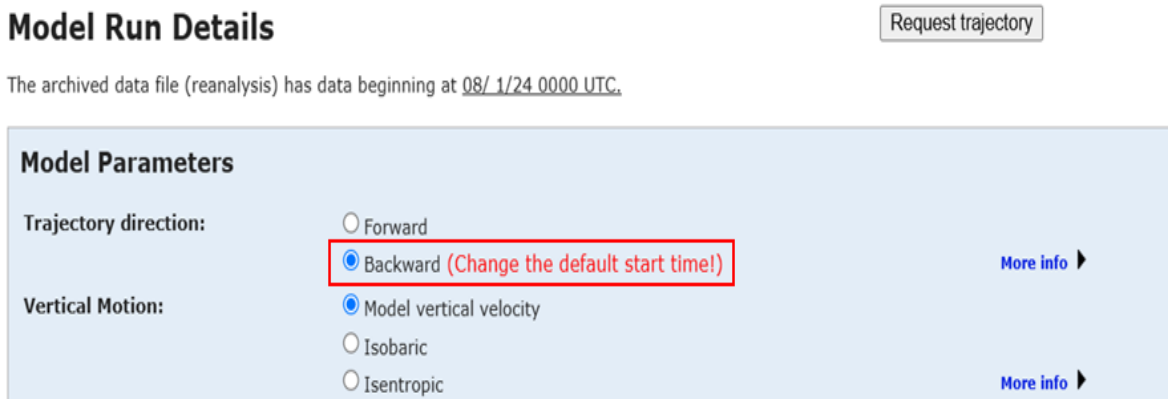 Model Run Details
Request trajectory
The archived data file (reanalysis) has data beginning at 08/ 1/24 0000 UTC.
Model Parameters
Trajectory direction:
Forward
Backward (Change the default start time!)
More info
Vertical Motion:
Model vertical velocity
Isobaric
Isentropic
More info